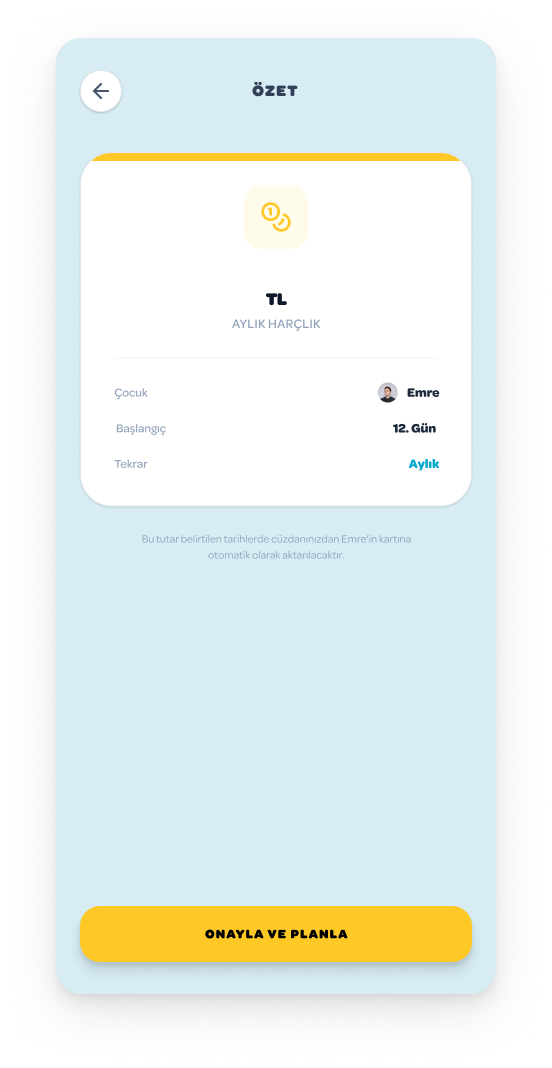 ÖZET
TL
AYLIK HARÇLIK
Çocuk Emre
Başlangıç 12. Gün
Tekrar Aylık
Bu tutar belirtilen tarihlerde cüzdanınızdan Emre'in kartına
otomatik olarak aktarılacaktır.
ONAYLA VE PLANLA